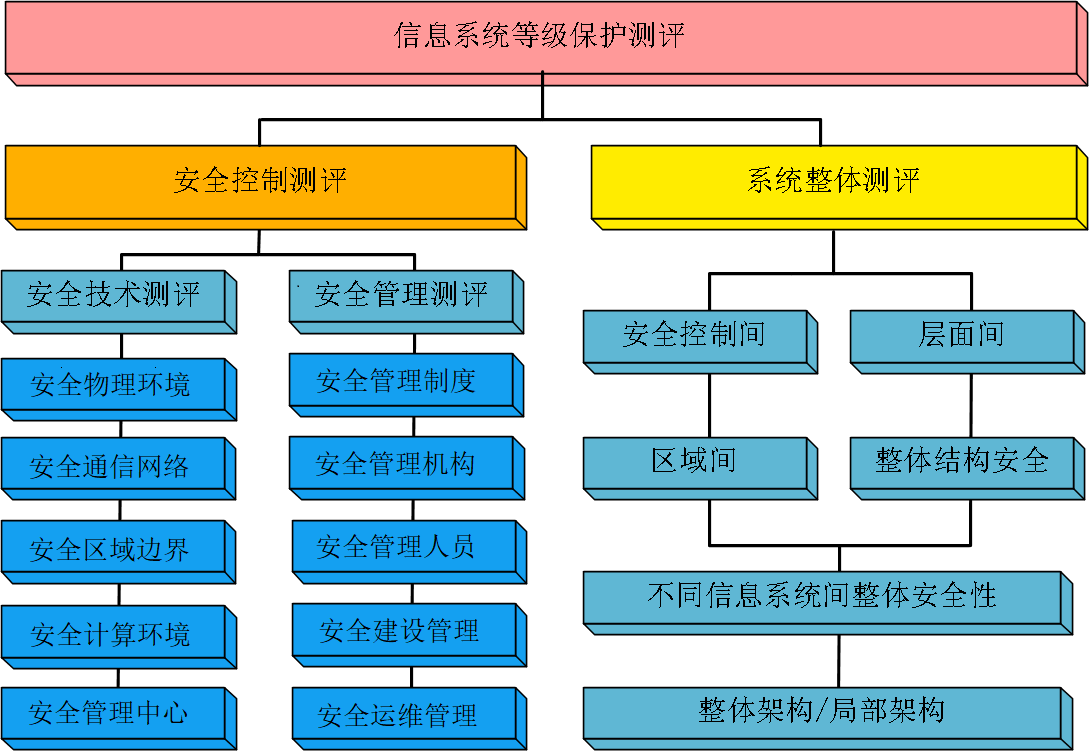 信息系统等级保护测评
安全控制测评
系统整体测评
安全技术测评
安全管理测评
安全物理环境
安全管理制度
安全通信网络
安全管理机构
安全区域边界
安全管理人员
安全计算环境
安全建设管理
安全管理中心
安全运维管理
安全控制间
层面间
区域间
整体结构安全
不同信息系统间整体安全性
整体架构/局部架构